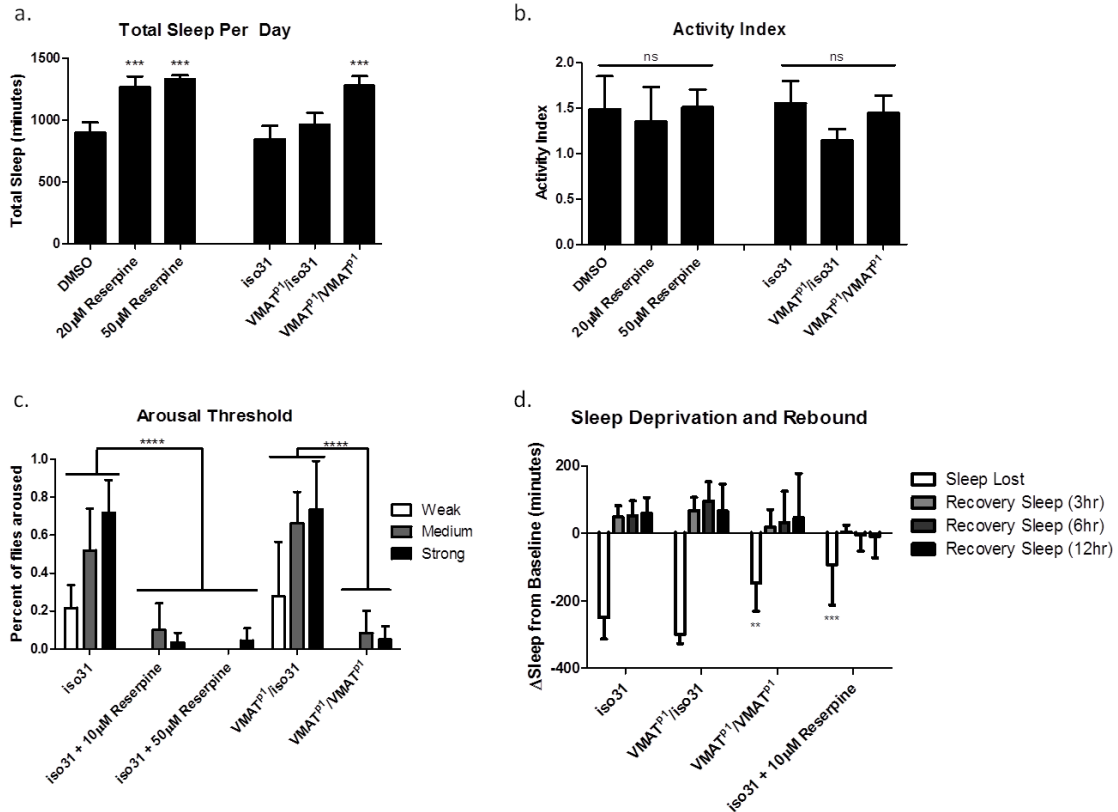 a.
Total Sleep Per Day
Total Sleep (minutes)
1500
1000
500
0
***
***
***
DMSO
20µM Reserpine
50µM Reserpine
iso31
VMATᵖ¹/iso31
VMATᵖ¹/VMATᵖ¹
b.
Activity Index
Activity Index
2.0
1.5
1.0
0.5
0.0
ns
ns
DMSO
20µM Reserpine
50µM Reserpine
iso31
VMATᵖ¹/iso31
VMATᵖ¹/VMATᵖ¹
c.
Arousal Threshold
Percent of flies aroused
1.0
0.8
0.6
0.4
0.2
0.0
****
****
Weak
Medium
Strong
iso31
iso31 + 10µM Reserpine
iso31 + 50µM Reserpine
VMATᵖ¹/iso31
VMATᵖ¹/VMATᵖ¹
d.
Sleep Deprivation and Rebound
ΔSleep from Baseline (minutes)
200
0
-200
-400
**
***
Sleep Lost
Recovery Sleep (3hr)
Recovery Sleep (6hr)
Recovery Sleep (12hr)
iso31
VMATᵖ¹/iso31
VMATᵖ¹/VMATᵖ¹
iso31 + 10µM Reserpine